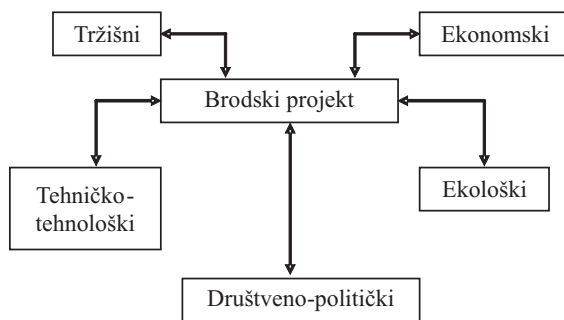 Tržišni
Ekonomski
Brodski projekt
Tehničko-
tehnološki
Ekološki
Društveno-politički